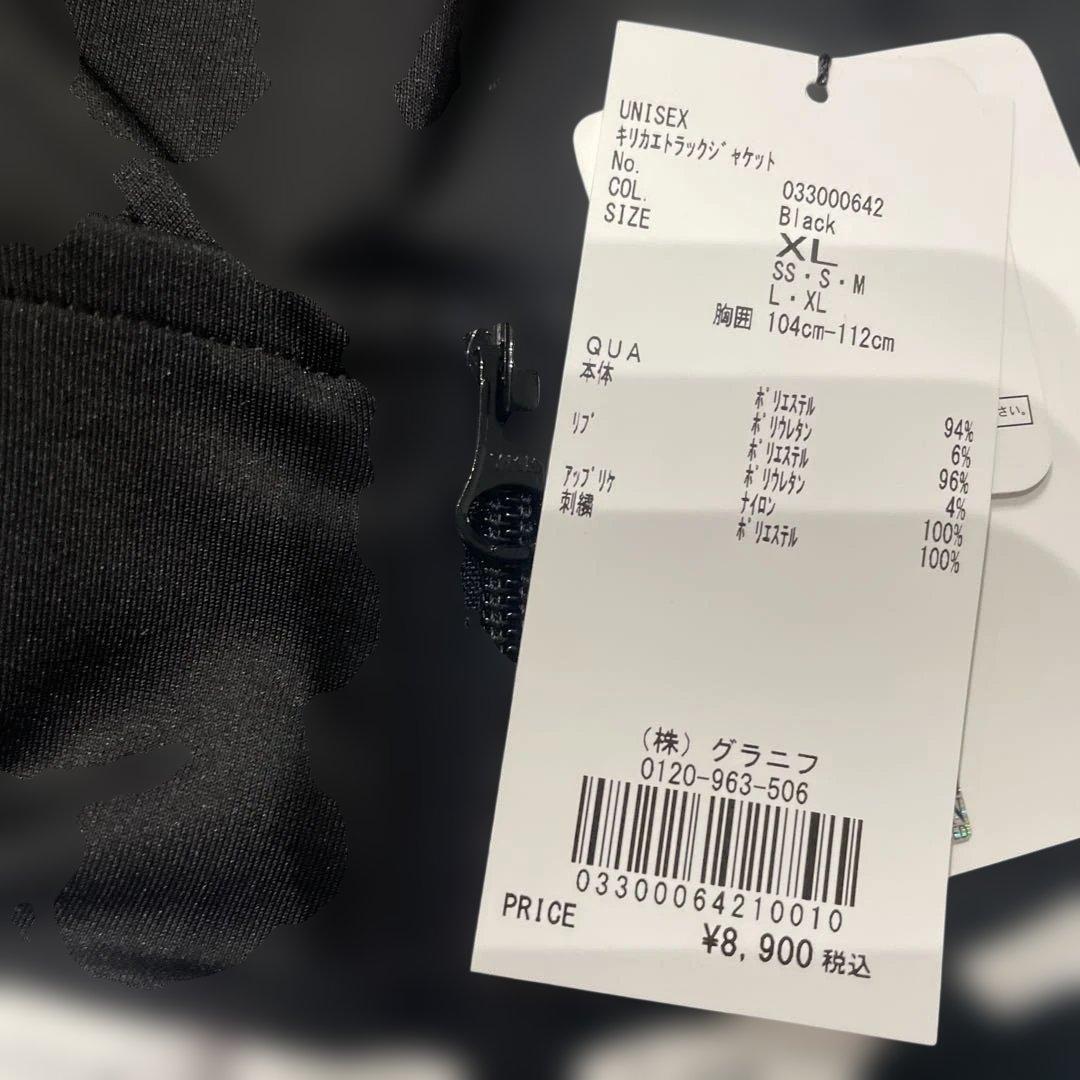 UNISEX
キリカエトラックジャケット
No. 033000642
COL. Black
SIZE XL
SS・S・M
L・XL
胸囲 104cm-112cm
QUA
本体 ポリエステル 94%
ポリウレタン 6%
リブ ポリエステル 96%
ポリウレタン 4%
アップリケ ナイロン 100%
刺繍 ポリエステル 100%
さい。
(株) グラニフ
0120-963-506
03300064210010
PRICE ¥8,900 税込